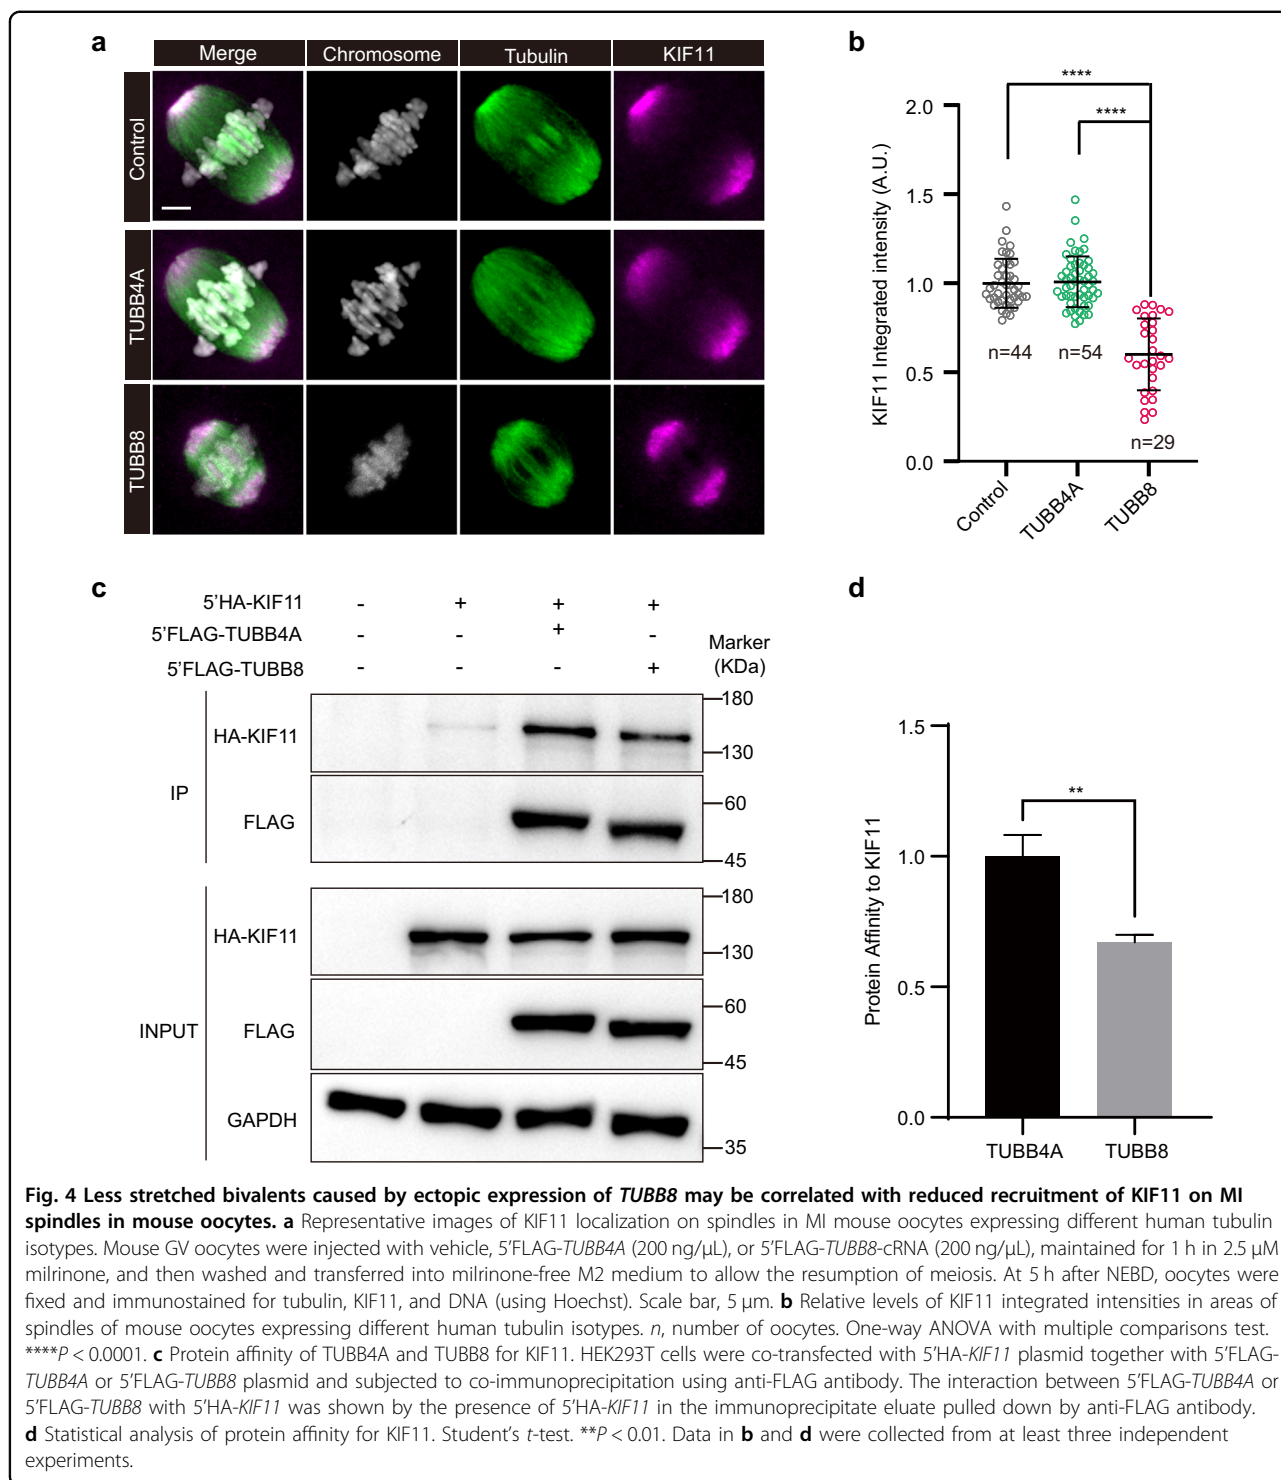 a
Merge Chromosome Tubulin KIF11
Control
TUBB4A
TUBB8
b
****
****
KIF11 Integrated intensity (A.U.)
2.0
1.5
1.0
0.5
0.0
n=44
n=54
n=29
Control
TUBB4A
TUBB8
c
5'HA-KIF11 - + + +
5'FLAG-TUBB4A - - + -
5'FLAG-TUBB8 - - - +
Marker
(KDa)
IP
HA-KIF11
180
130
FLAG
60
45
INPUT
HA-KIF11
180
130
FLAG
60
45
GAPDH
35
d
Protein Affinity to KIF11
1.5
1.0
0.5
0.0
**
TUBB4A
TUBB8
Fig. 4 Less stretched bivalents caused by ectopic expression of TUBB8 may be correlated with reduced recruitment of KIF11 on MI
spindles in mouse oocytes. a Representative images of KIF11 localization on spindles in MI mouse oocytes expressing different human tubulin
isotypes. Mouse GV oocytes were injected with vehicle, 5′FLAG-TUBB4A (200 ng/μL), or 5′FLAG-TUBB8-cRNA (200 ng/μL), maintained for 1 h in 2.5 μM
milrinone, and then washed and transferred into milrinone-free M2 medium to allow the resumption of meiosis. At 5 h after NEBD, oocytes were
fixed and immunostained for tubulin, KIF11, and DNA (using Hoechst). Scale bar, 5 μm. b Relative levels of KIF11 integrated intensities in areas of
spindles of mouse oocytes expressing different human tubulin isotypes. n, number of oocytes. One-way ANOVA with multiple comparisons test.
****P < 0.0001. c Protein affinity of TUBB4A and TUBB8 for KIF11. HEK293T cells were co-transfected with 5′HA-KIF11 plasmid together with 5′FLAG-
TUBB4A or 5′FLAG-TUBB8 plasmid and subjected to co-immunoprecipitation using anti-FLAG antibody. The interaction between 5′FLAG-TUBB4A or
5′FLAG-TUBB8 with 5′HA-KIF11 was shown by the presence of 5′HA-KIF11 in the immunoprecipitate eluate pulled down by anti-FLAG antibody.
d Statistical analysis of protein affinity for KIF11. Student's t-test. **P < 0.01. Data in b and d were collected from at least three independent
experiments.